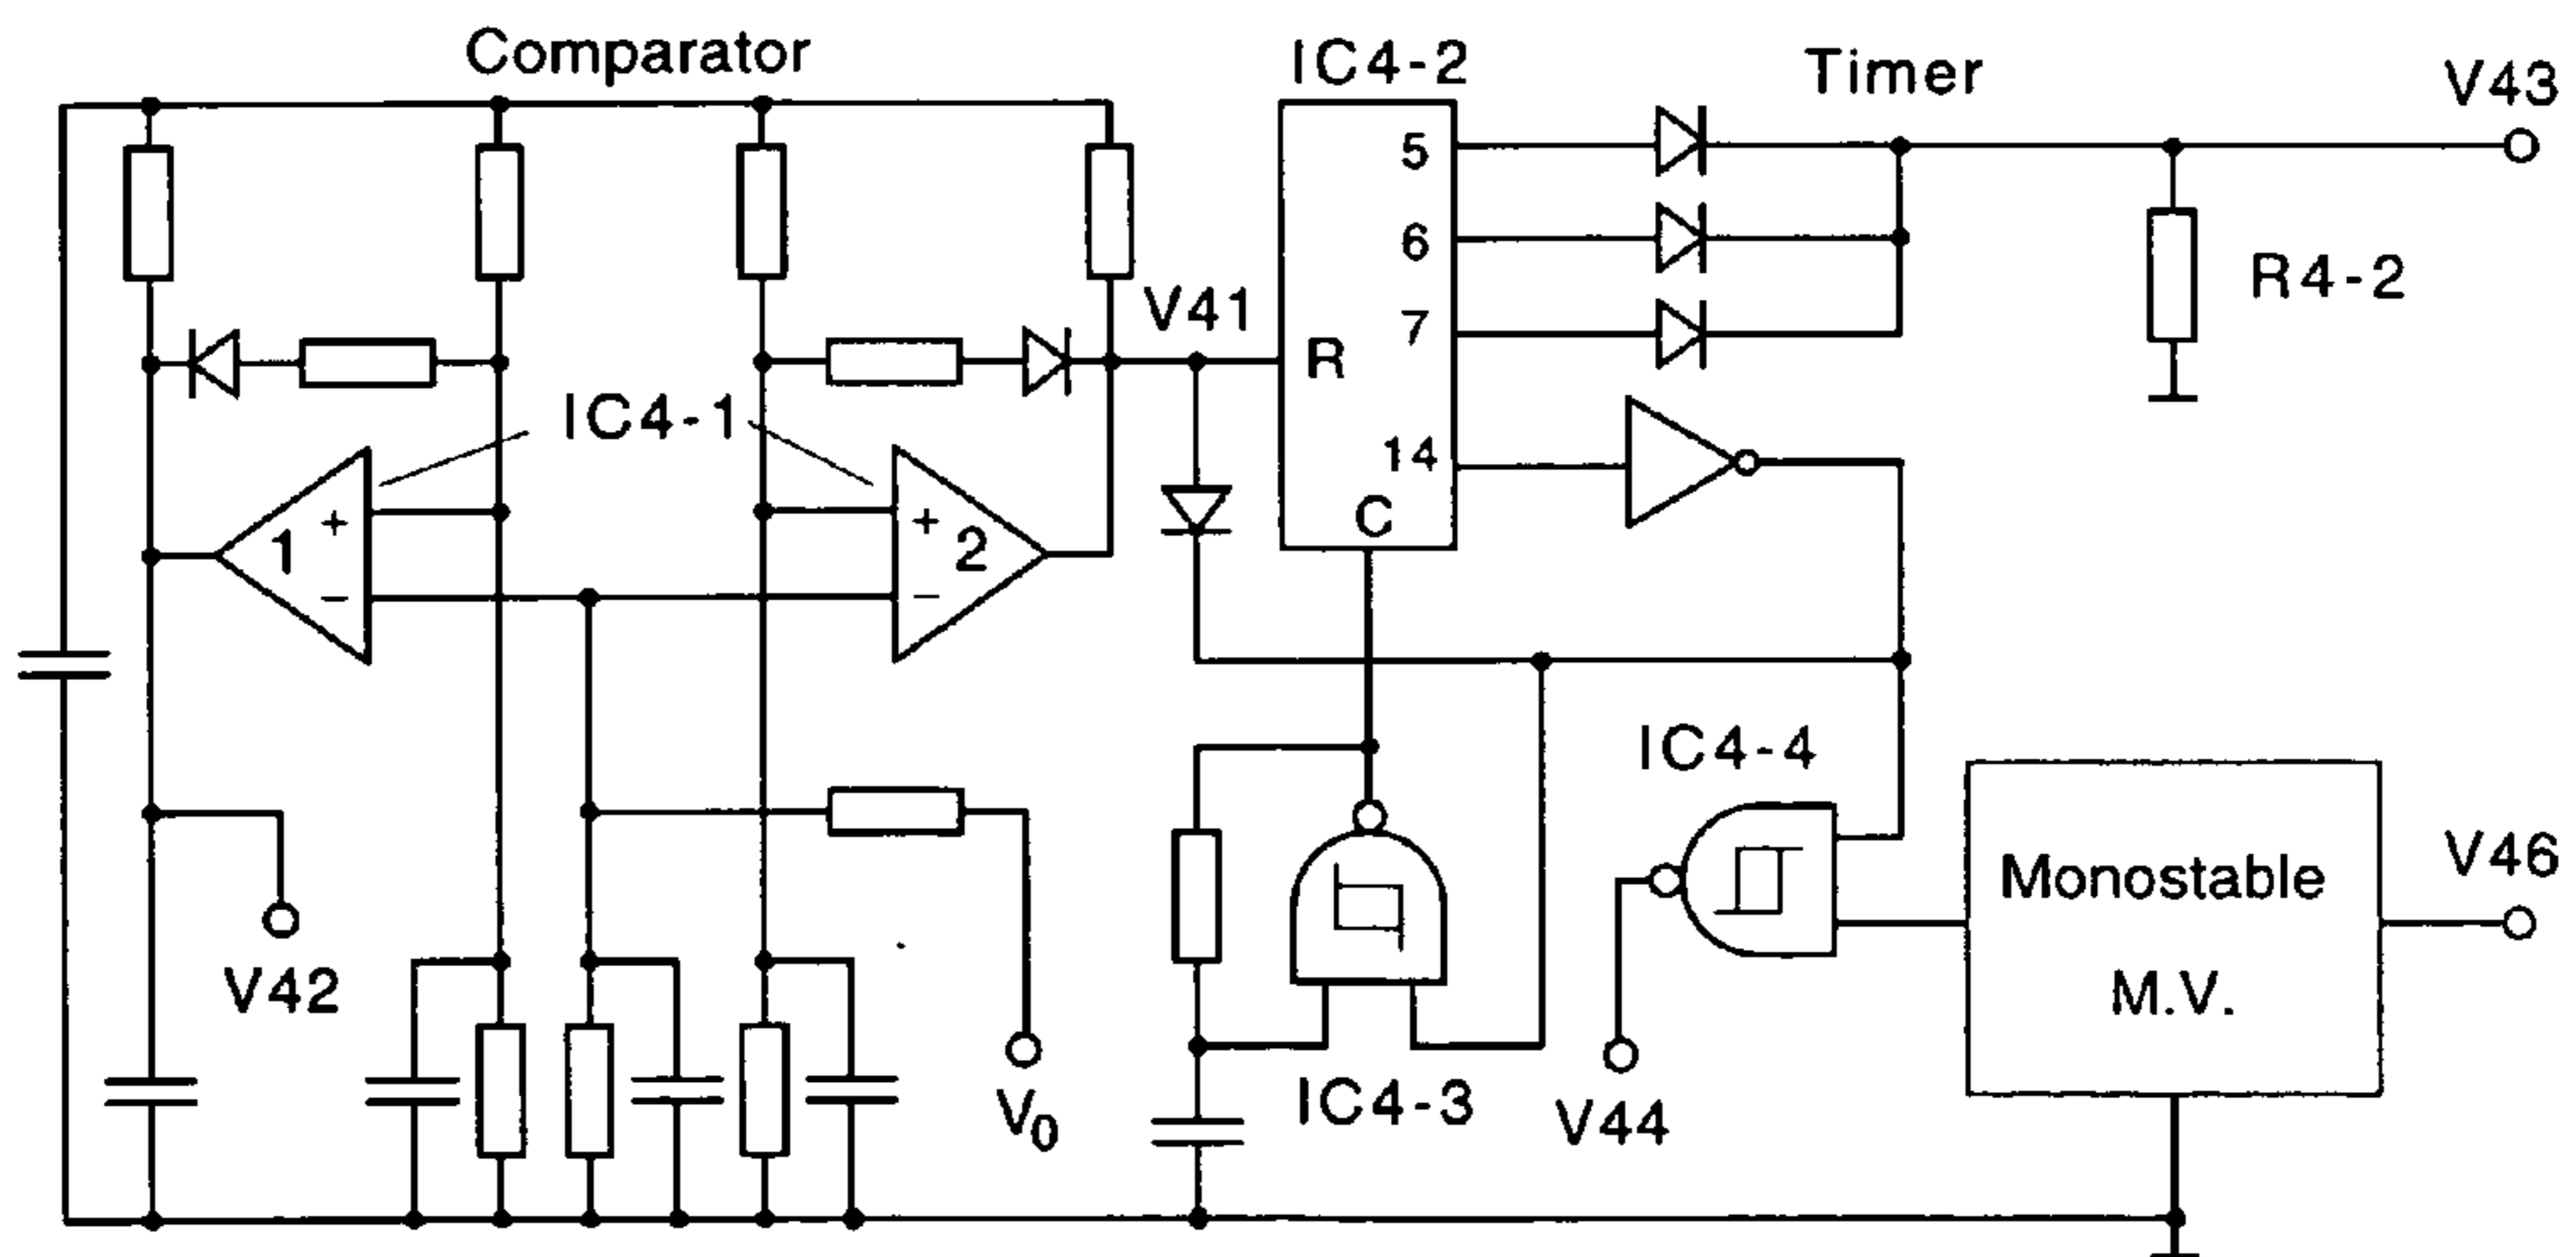 Comparator
IC4-2
Timer
V43
5
6
7
R4-2
V41
R
IC4-1
14
C
+
1
−
+
2
−
IC4-4
Monostable
M.V.
V46
V42
V0
IC4-3
V44